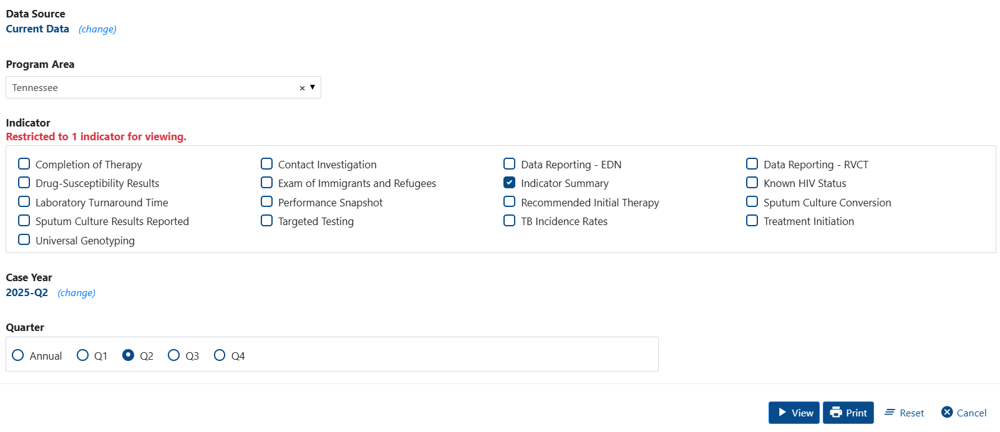 Data Source
Current Data (change)
Program Area
Tennessee × ▼
Indicator
Restricted to 1 indicator for viewing.
Completion of Therapy Contact Investigation Data Reporting - EDN Data Reporting - RVCT
Drug-Susceptibility Results Exam of Immigrants and Refugees Indicator Summary Known HIV Status
Laboratory Turnaround Time Performance Snapshot Recommended Initial Therapy Sputum Culture Conversion
Sputum Culture Results Reported Targeted Testing TB Incidence Rates Treatment Initiation
Universal Genotyping
Case Year
2025-Q2 (change)
Quarter
Annual Q1 Q2 Q3 Q4
View Print Reset Cancel